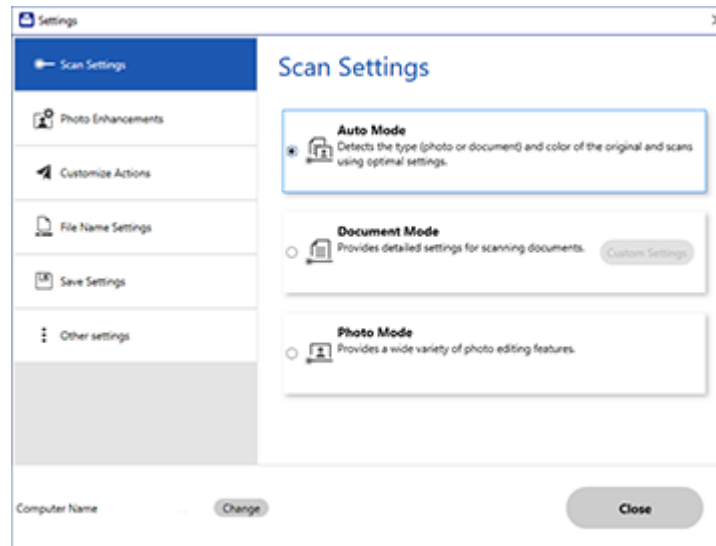 Settings
Scan Settings
Photo Enhancements
Customize Actions
File Name Settings
Save Settings
Other settings
Scan Settings
Auto Mode
Detects the type (photo or document) and color of the original and scans
using optimal settings.
Document Mode
Provides detailed settings for scanning documents.
Custom Settings
Photo Mode
Provides a wide variety of photo editing features.
Computer Name
Change
Close